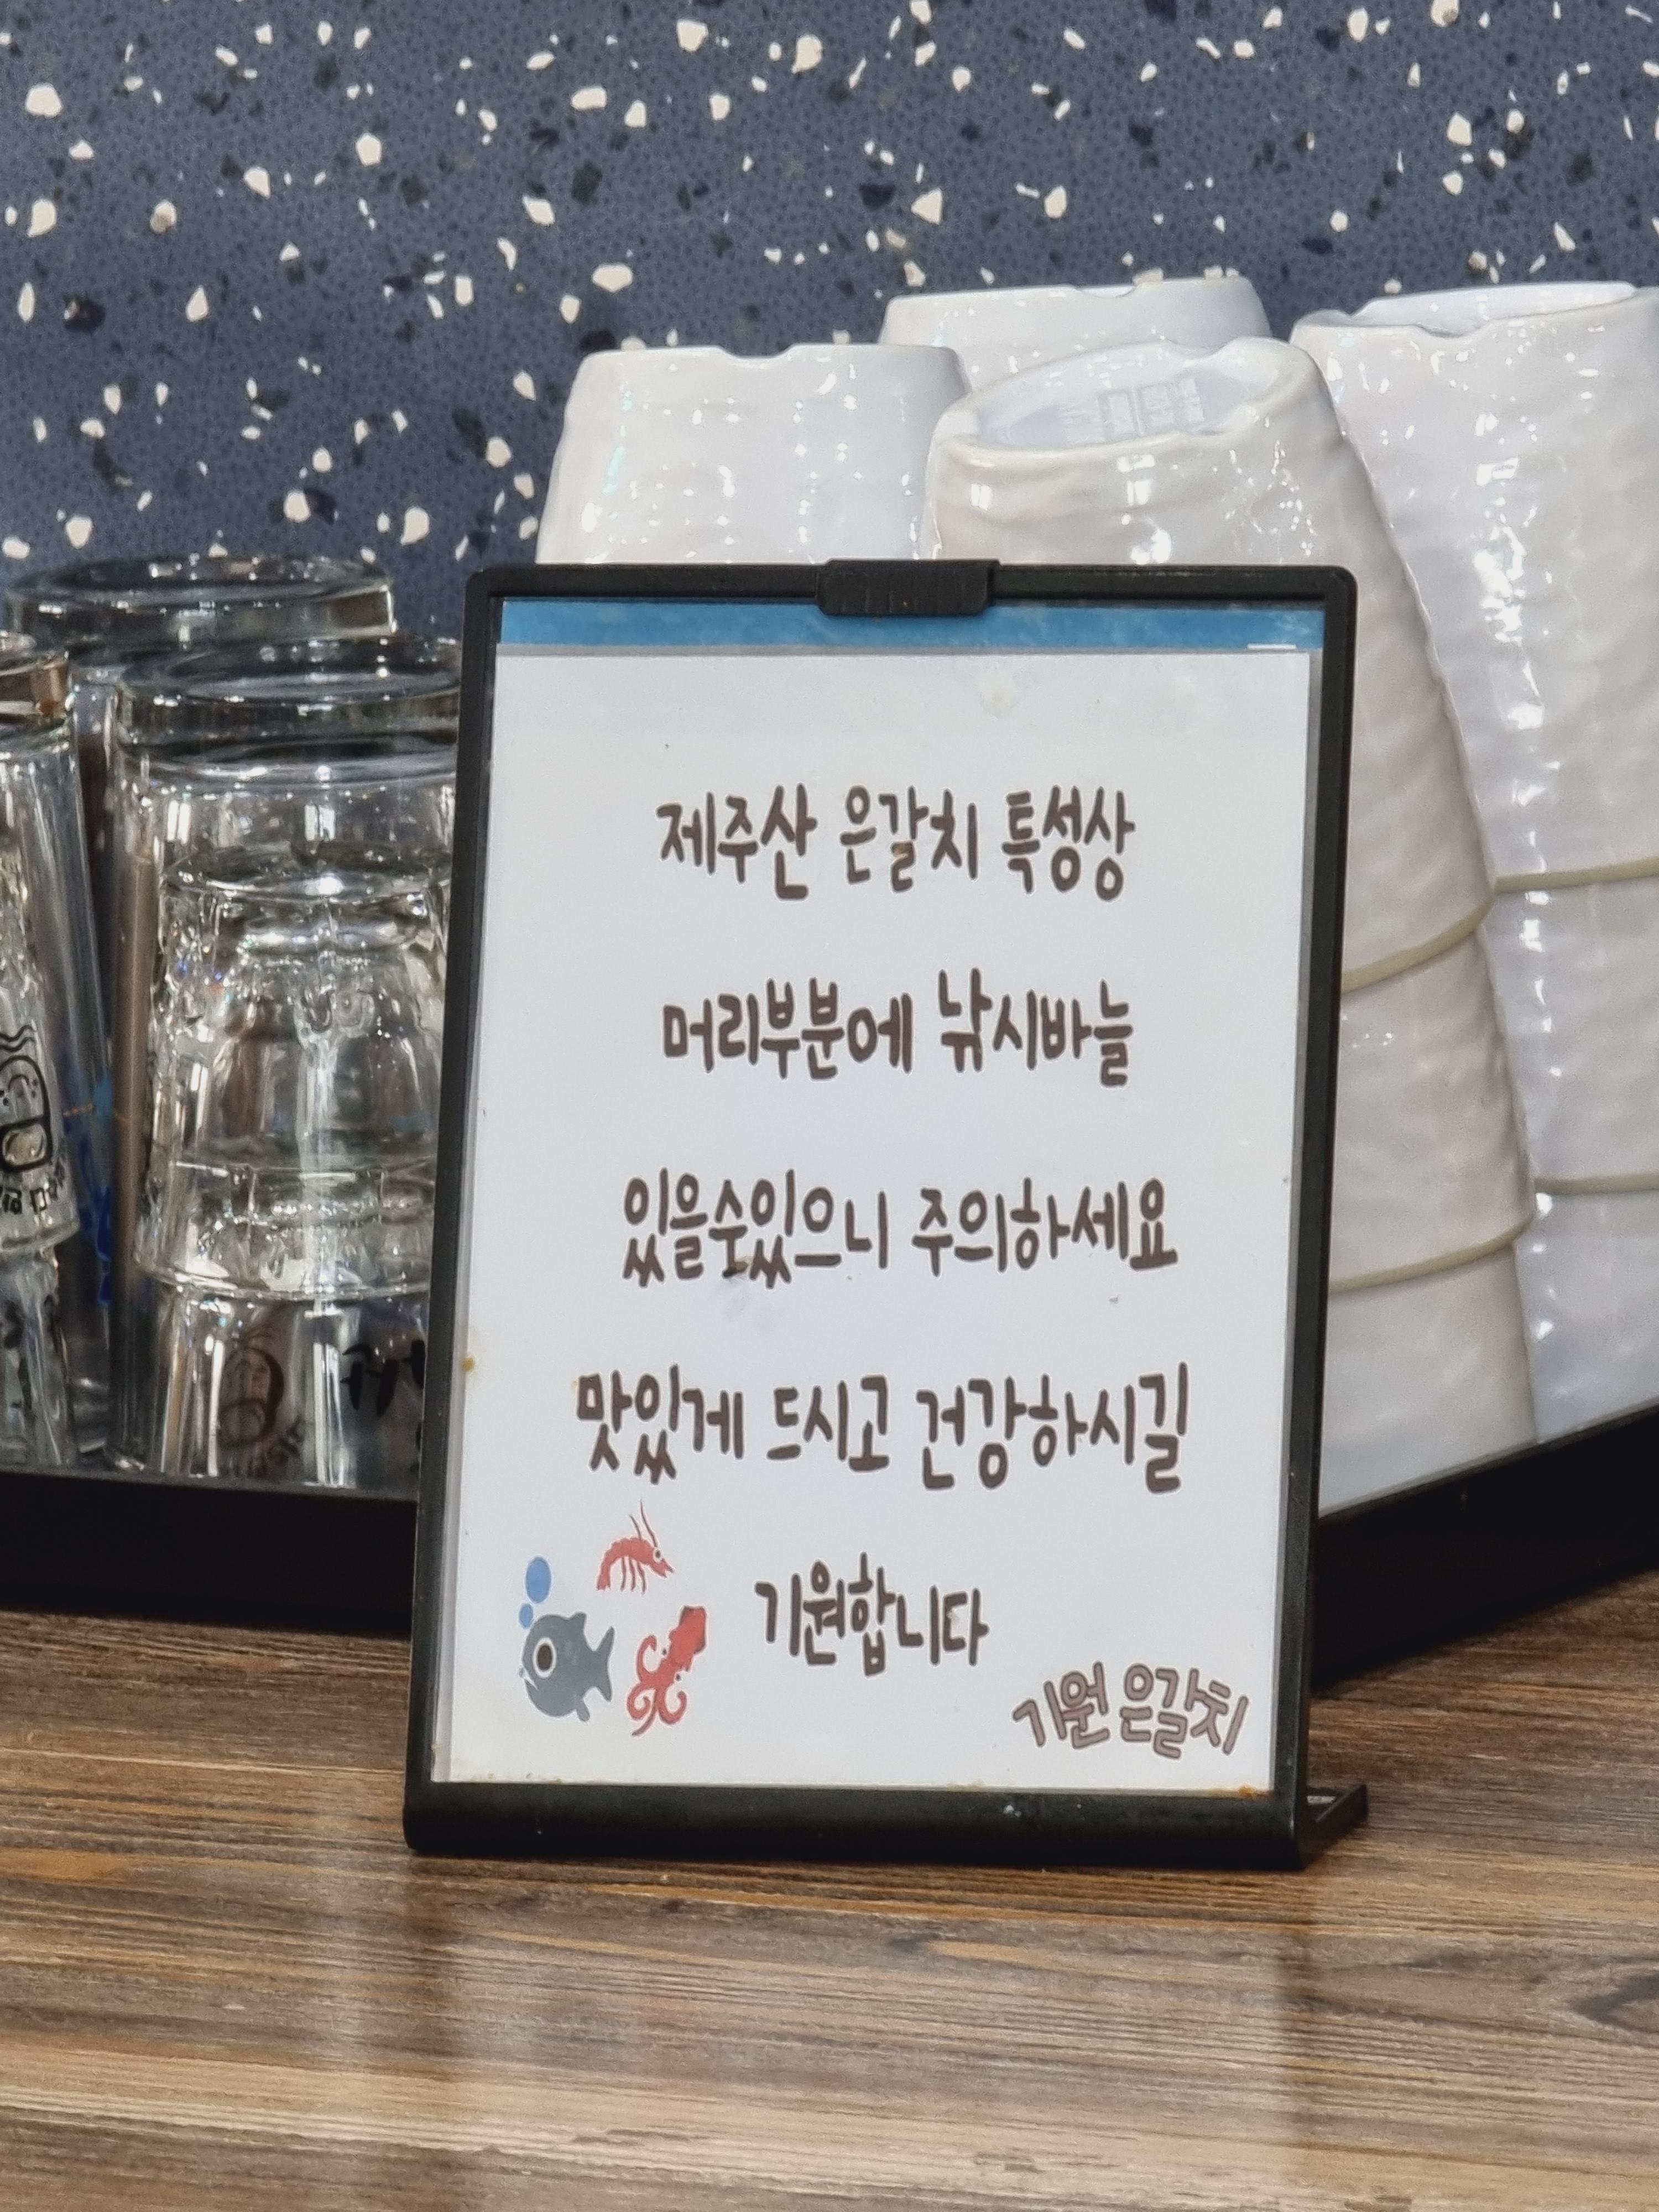 제주산 은갈치 특성상
머리부분에 낚시바늘
있을수있으니 주의하세요
맛있게 드시고 건강하시길
기원합니다
기원 은갈치